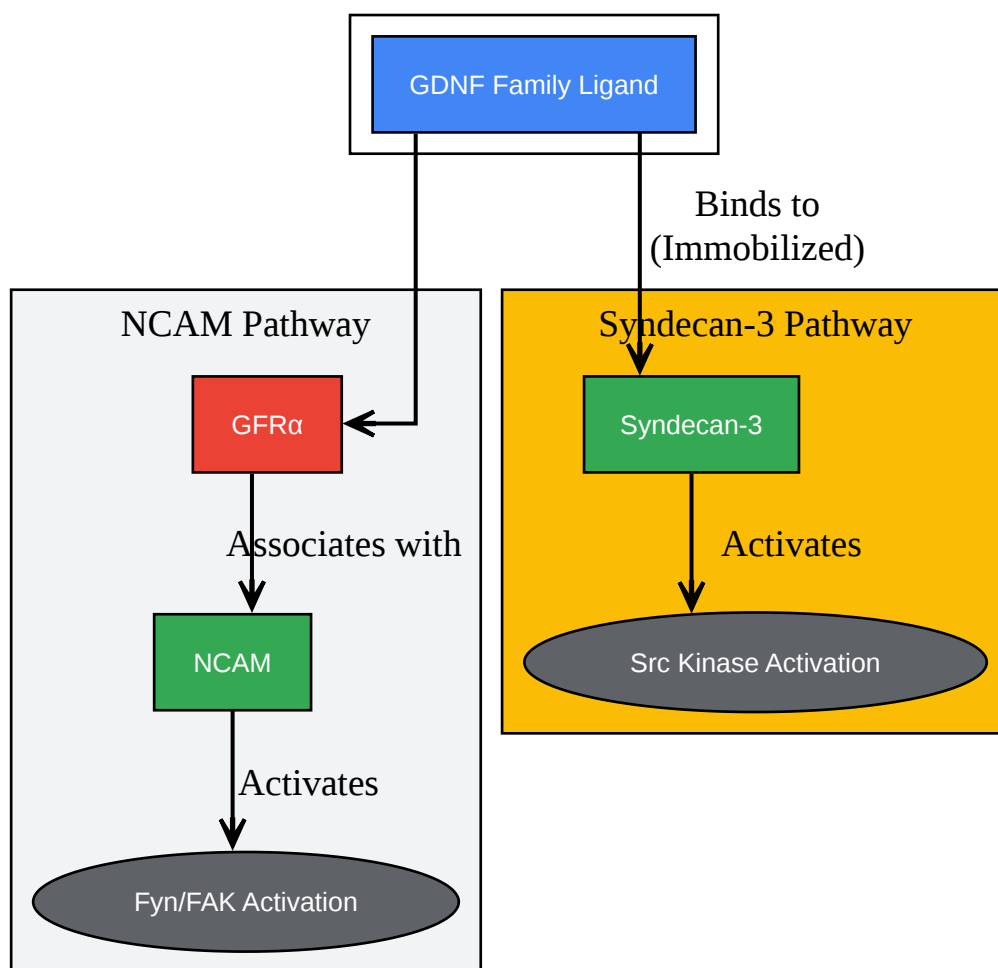 GDNF Family Ligand
Binds to
(Immobilized)
NCAM Pathway
GFRα
Associates with
NCAM
Activates
Fyn/FAK Activation
Syndecan-3 Pathway
Syndecan-3
Activates
Src Kinase Activation